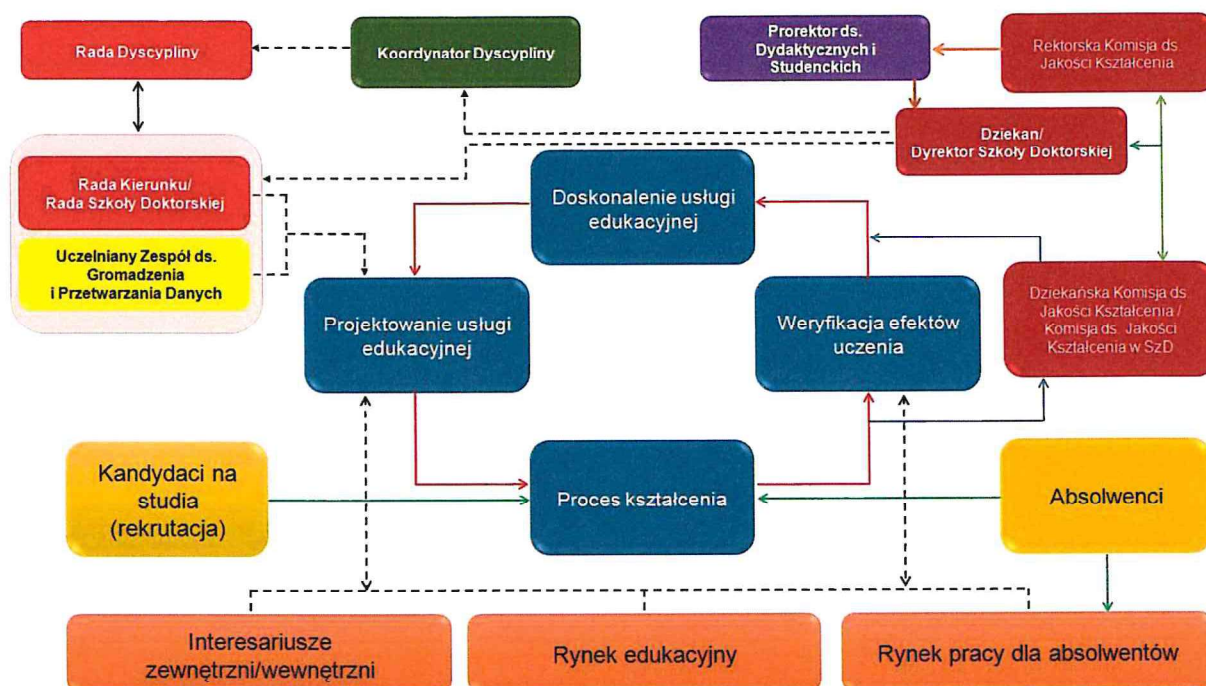 Rada Dyscypliny
Koordynator Dyscypliny
Prorektor ds.
Dydaktycznych i
Studenckich
Rektorska Komisja ds.
Jakości Kształcenia
Dziekan/
Dyrektor Szkoły Doktorskiej
Rada Kierunku/
Rada Szkoły Doktorskiej
Uczelniany Zespół ds.
Gromadzenia
i Przetwarzania Danych
Doskonalenie usługi
edukacyjnej
Projektowanie usługi
edukacyjnej
Weryfikacja efektów
uczenia
Dziekańska Komisja ds.
Jakości Kształcenia /
Komisja ds. Jakości
Kształcenia w SzD
Kandydaci na
studia
(rekrutacja)
Proces kształcenia
Absolwenci
Interesariusze
zewnętrzni/wewnętrzni
Rynek edukacyjny
Rynek pracy dla absolwentów